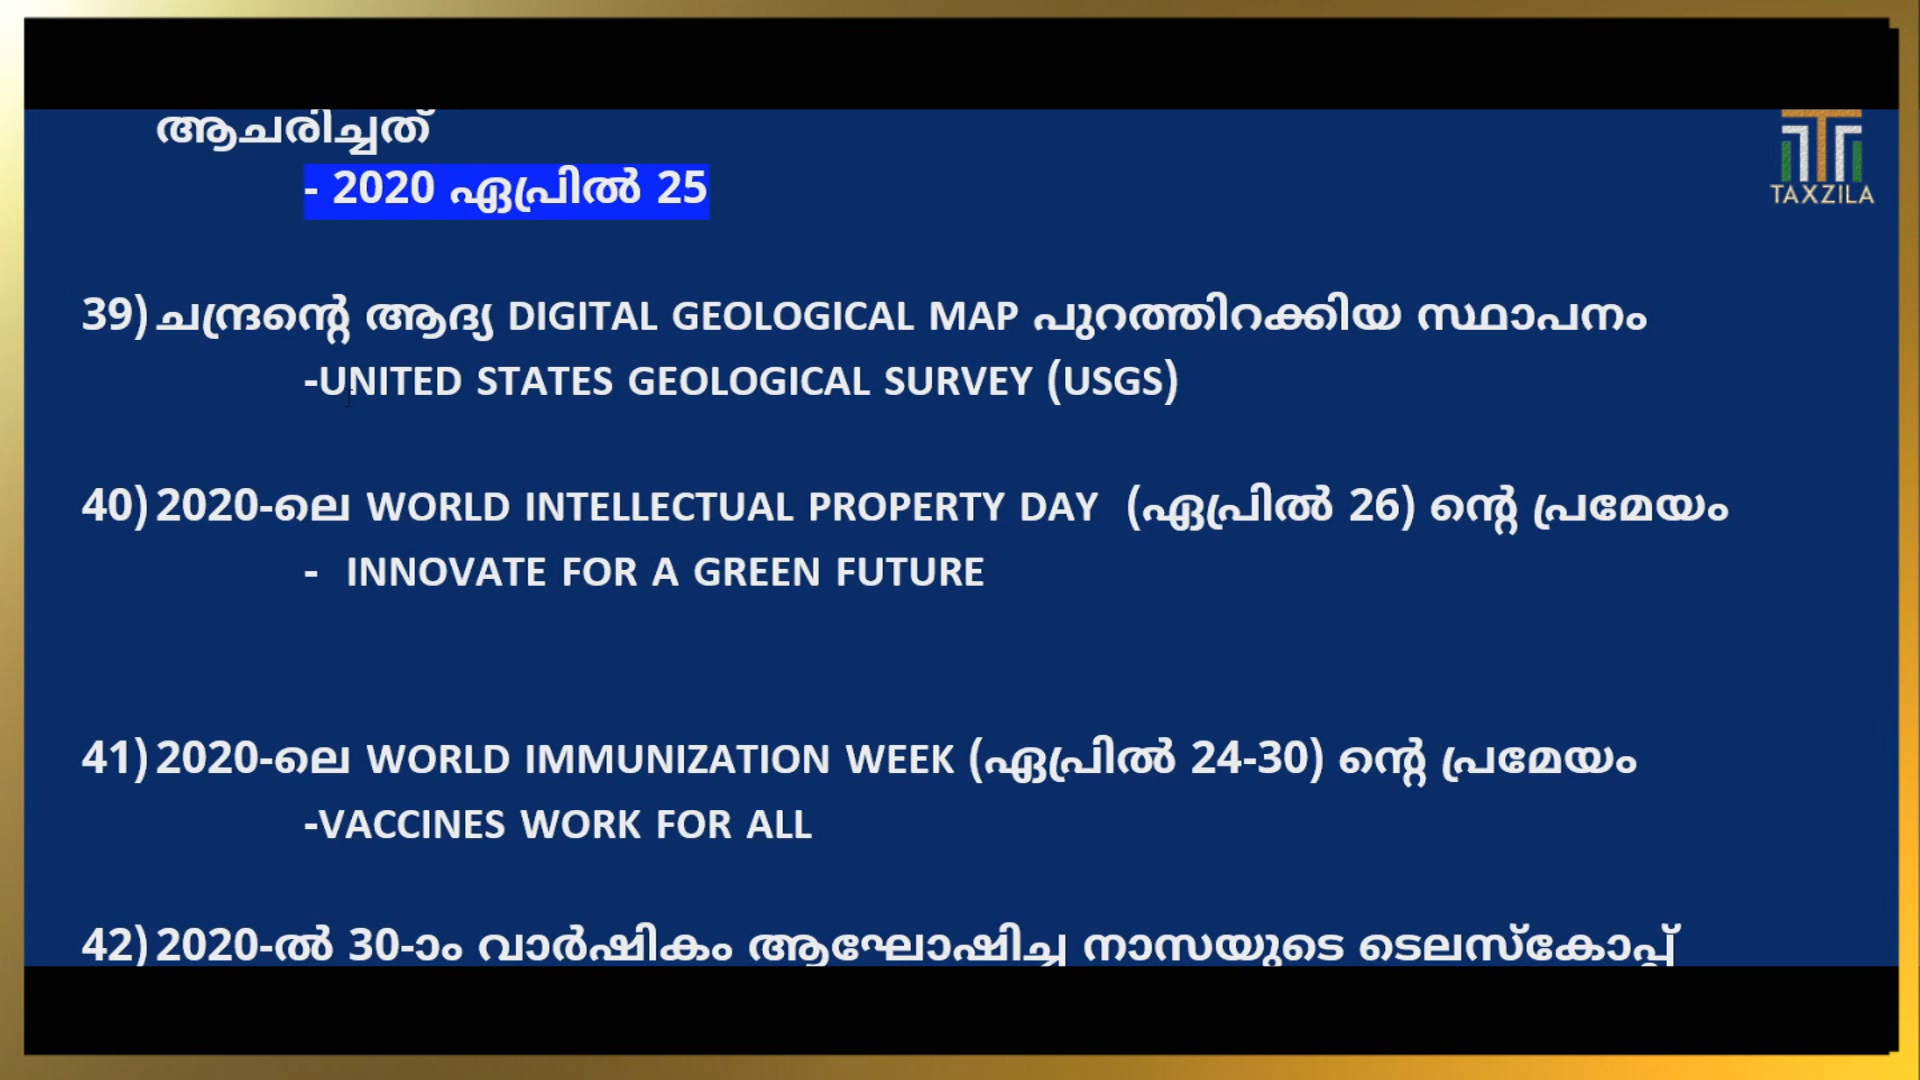 ആചരിച്ചത്
- 2020 ഏപ്രിൽ 25
TAXZILA
39) ചന്ദ്രന്റെ ആദ്യ DIGITAL GEOLOGICAL MAP പുറത്തിറക്കിയ സ്ഥാപനം
-UNITED STATES GEOLOGICAL SURVEY (USGS)
40) 2020-ലെ WORLD INTELLECTUAL PROPERTY DAY (ഏപ്രിൽ 26) ന്റെ പ്രമേയം
- INNOVATE FOR A GREEN FUTURE
41) 2020-ലെ WORLD IMMUNIZATION WEEK (ഏപ്രിൽ 24-30) ന്റെ പ്രമേയം
-VACCINES WORK FOR ALL
42) 2020-ൽ 30-ാം വാർഷികം ആഘോഷിച്ച നാസയുടെ ടെലസ്കോപ്പ്